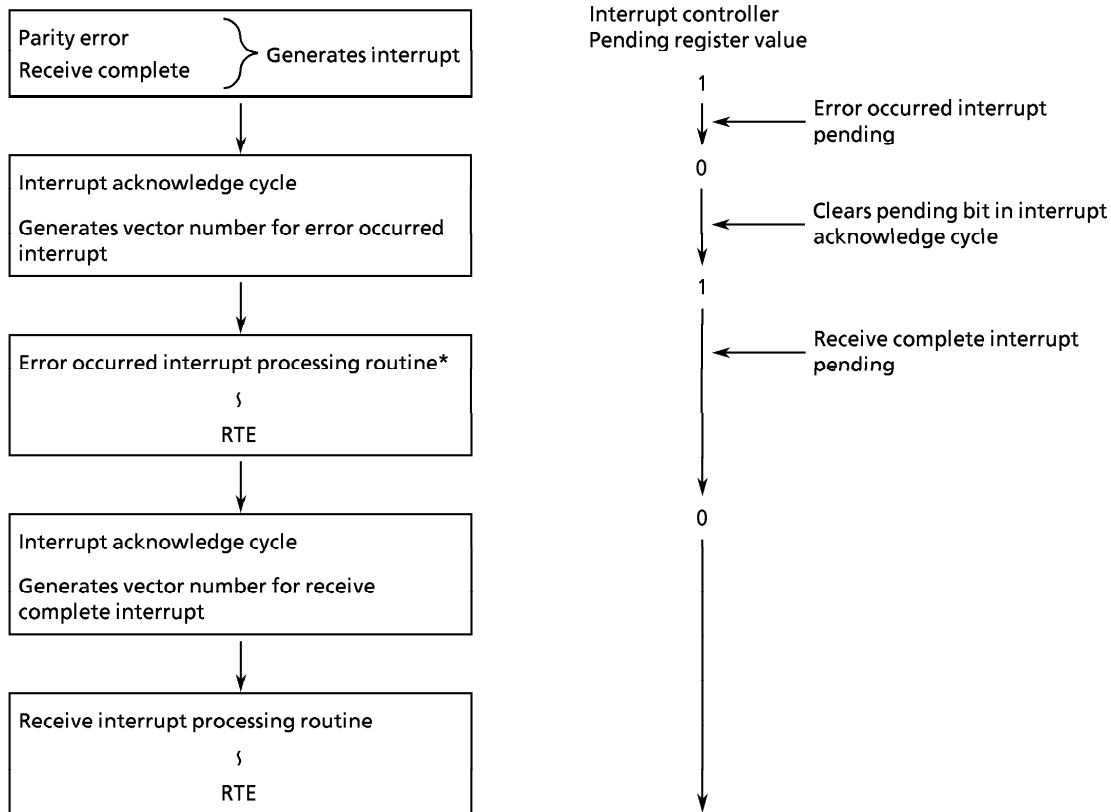 Parity error
Receive complete
Generates interrupt
Interrupt acknowledge cycle
Generates vector number for error occurred
interrupt
Error occurred interrupt processing routine*
RTE
Interrupt acknowledge cycle
Generates vector number for receive
complete interrupt
Receive interrupt processing routine
RTE
Interrupt controller
Pending register value
1
Error occurred interrupt
pending
0
Clears pending bit in interrupt
acknowledge cycle
1
Receive complete interrupt
pending
0